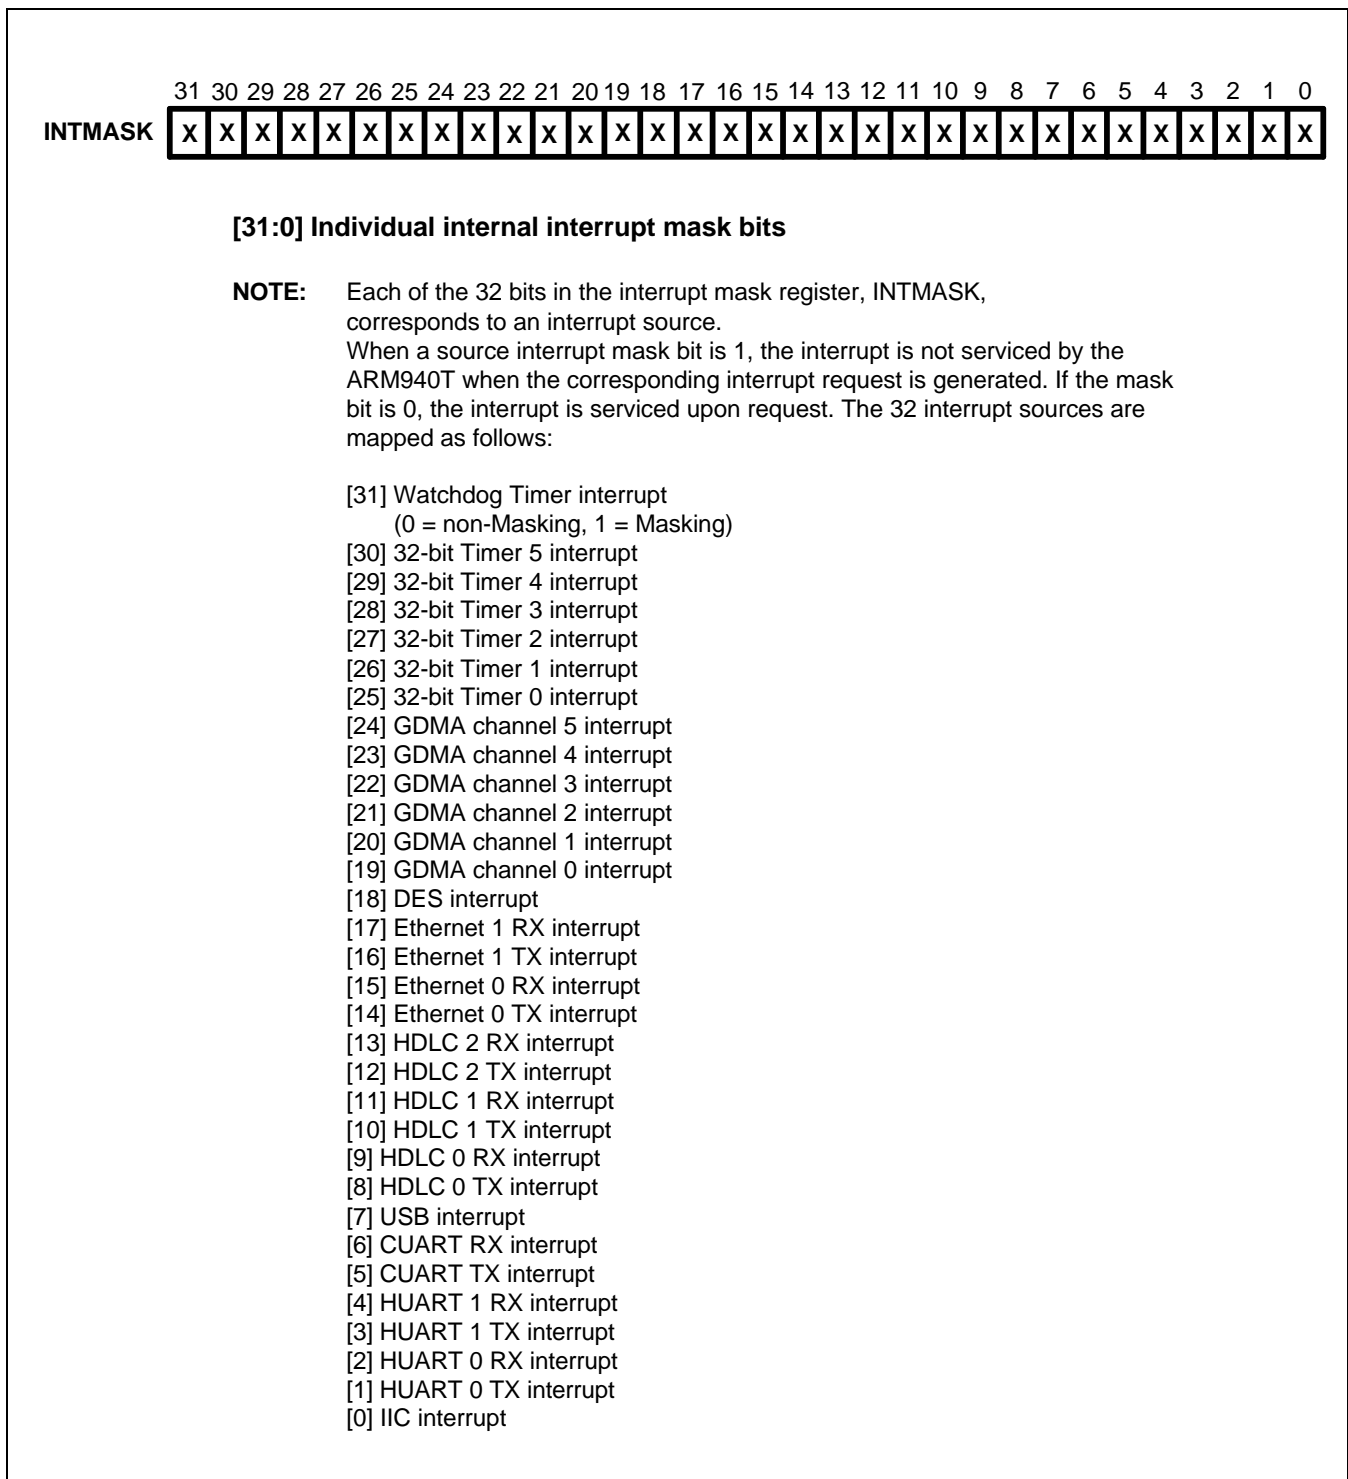 31 30 29 28 27 26 25 24 23 22 21 20 19 18 17 16 15 14 13 12 11 10 9 8 7 6 5 4 3 2 1 0
INTMASK X X X X X X X X X X X X X X X X X X X X X X X X X X X X X X X X
[31:0] Individual internal interrupt mask bits
NOTE: Each of the 32 bits in the interrupt mask register, INTMASK,
corresponds to an interrupt source.
When a source interrupt mask bit is 1, the interrupt is not serviced by the
ARM940T when the corresponding interrupt request is generated. If the mask
bit is 0, the interrupt is serviced upon request. The 32 interrupt sources are
mapped as follows:
[31] Watchdog Timer interrupt
(0 = non-Masking, 1 = Masking)
[30] 32-bit Timer 5 interrupt
[29] 32-bit Timer 4 interrupt
[28] 32-bit Timer 3 interrupt
[27] 32-bit Timer 2 interrupt
[26] 32-bit Timer 1 interrupt
[25] 32-bit Timer 0 interrupt
[24] GDMA channel 5 interrupt
[23] GDMA channel 4 interrupt
[22] GDMA channel 3 interrupt
[21] GDMA channel 2 interrupt
[20] GDMA channel 1 interrupt
[19] GDMA channel 0 interrupt
[18] DES interrupt
[17] Ethernet 1 RX interrupt
[16] Ethernet 1 TX interrupt
[15] Ethernet 0 RX interrupt
[14] Ethernet 0 TX interrupt
[13] HDLC 2 RX interrupt
[12] HDLC 2 TX interrupt
[11] HDLC 1 RX interrupt
[10] HDLC 1 TX interrupt
[9] HDLC 0 RX interrupt
[8] HDLC 0 TX interrupt
[7] USB interrupt
[6] CUART RX interrupt
[5] CUART TX interrupt
[4] HUART 1 RX interrupt
[3] HUART 1 TX interrupt
[2] HUART 0 RX interrupt
[1] HUART 0 TX interrupt
[0] IIC interrupt